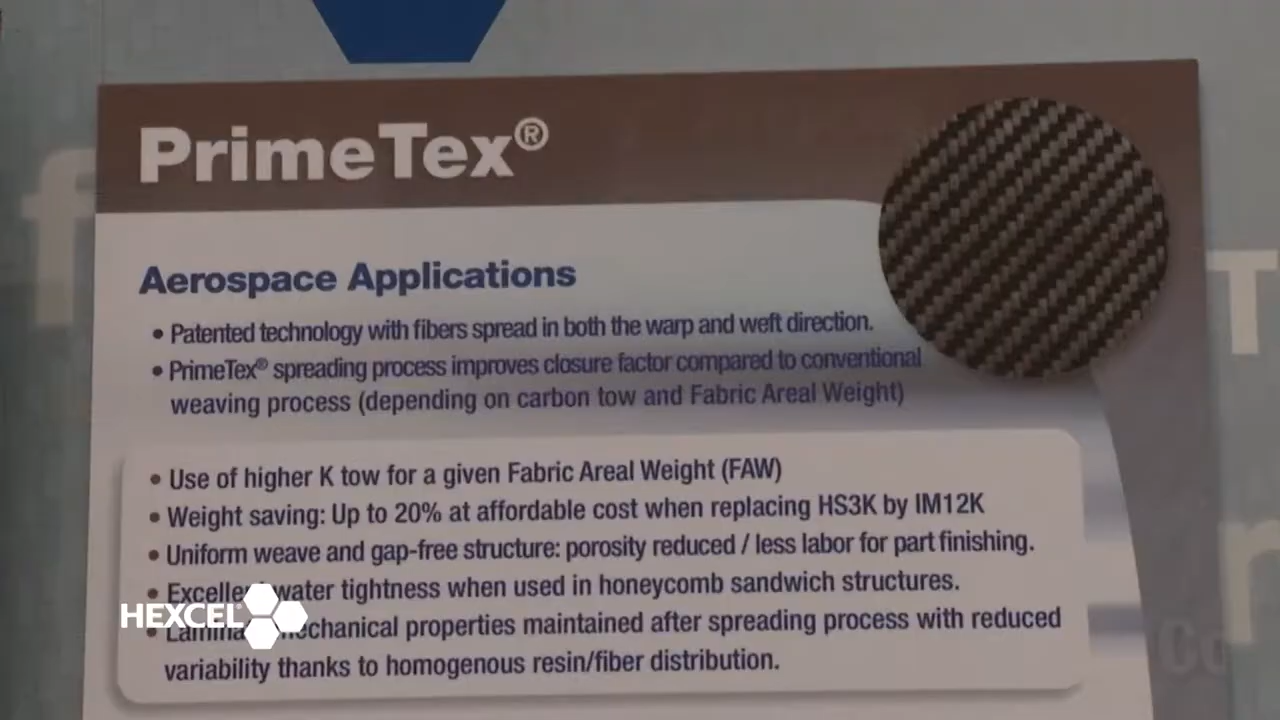 PrimeTex®
Aerospace Applications
• Patented technology with fibers spread in both the warp and weft direction.
• PrimeTex® spreading process improves closure factor compared to conventional
weaving process (depending on carbon tow and Fabric Areal Weight)
• Use of higher K tow for a given Fabric Areal Weight (FAW)
• Weight saving: Up to 20% at affordable cost when replacing HS3K by IM12K
• Uniform weave and gap-free structure: porosity reduced / less labor for part finishing.
• water tightness when used in honeycomb sandwich structures.
HEXCEL
• properties maintained after spreading process with reduced
variability thanks to homogenous resin/fiber distribution.